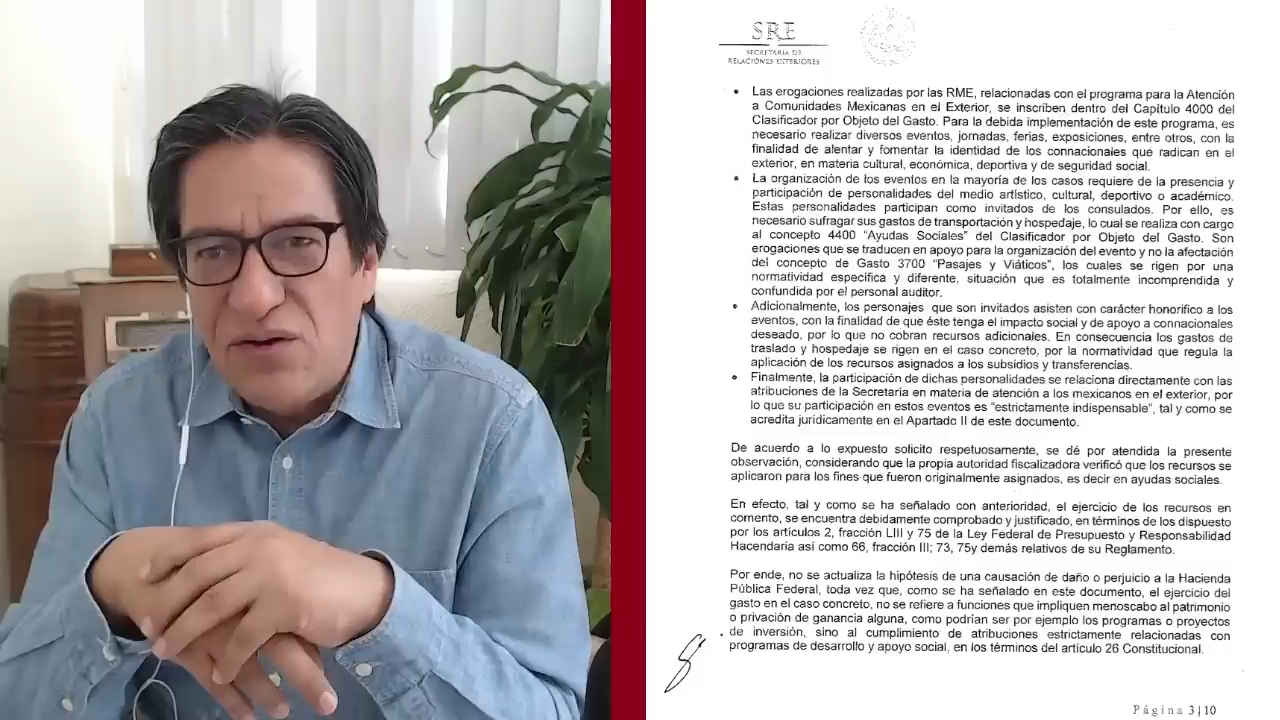 SRE
SECRETARÍA DE
RELACIONES EXTERIORES
• Las erogaciones realizadas por las RME, relacionadas con el programa para la Atención
a Comunidades Mexicanas en el Exterior, se inscriben dentro del Capítulo 4000 del
Clasificador por Objeto del Gasto. Para la debida implementación de este programa, es
necesario realizar diversos eventos, jornadas, ferias, exposiciones, entre otros, con la
finalidad de alentar y fomentar la identidad de los connacionales que radican en el
exterior, en materia cultural, económica, deportiva y de seguridad social.
• La organización de los eventos en la mayoría de los casos requiere de la presencia y
participación de personalidades del medio artístico, cultural, deportivo o académico.
Estas personalidades participan como invitados de los consulados. Por ello, es
necesario sufragar sus gastos de transportación y hospedaje, lo cual se realiza con cargo
al concepto 4400 "Ayudas Sociales" del Clasificador por Objeto del Gasto. Son
erogaciones que se traducen en apoyo para la organización del evento y no la afectación
del concepto de Gasto 3700 "Pasajes y Viáticos", los cuales se rigen por una
normatividad específica y diferente, situación que es totalmente incomprendida y
confundida por el personal auditor.
• Adicionalmente, los personajes que son invitados asisten con carácter honorífico a los
eventos, con la finalidad de que éste tenga el impacto social y de apoyo a connacionales
deseado, por lo que no cobran recursos adicionales. En consecuencia los gastos de
traslado y hospedaje se rigen en el caso concreto, por la normatividad que regula la
aplicación de los recursos asignados a los subsidios y transferencias.
• Finalmente, la participación de dichas personalidades se relaciona directamente con las
atribuciones de la Secretaría en materia de atención a los mexicanos en el exterior, por
lo que su participación en estos eventos es "estrictamente indispensable", tal y como se
acredita jurídicamente en el Apartado II de este documento.
De acuerdo a lo expuesto solicito respetuosamente, se dé por atendida la presente
observación, considerando que la propia autoridad fiscalizadora verificó que los recursos se
aplicaron para los fines que fueron originalmente asignados, es decir en ayudas sociales.
En efecto, tal y como se ha señalado con anterioridad, el ejercicio de los recursos en
comento, se encuentra debidamente comprobado y justificado, en términos de los dispuesto
por los artículos 2, fracción LIII y 75 de la Ley Federal de Presupuesto y Responsabilidad
Hacendaria así como 66, fracción III; 73, 75y demás relativos de su Reglamento.
Por ende, no se actualiza la hipótesis de una causación de daño o perjuicio a la Hacienda
Pública Federal, toda vez que, como se ha señalado en este documento, el ejercicio del
gasto en el caso concreto, no se refiere a funciones que impliquen menoscabo al patrimonio
o privación de ganancia alguna, como podrían ser por ejemplo los programas o proyectos
de inversión, sino al cumplimiento de atribuciones estrictamente relacionadas con
programas de desarrollo y apoyo social, en los términos del artículo 26 Constitucional.
Página 3|10